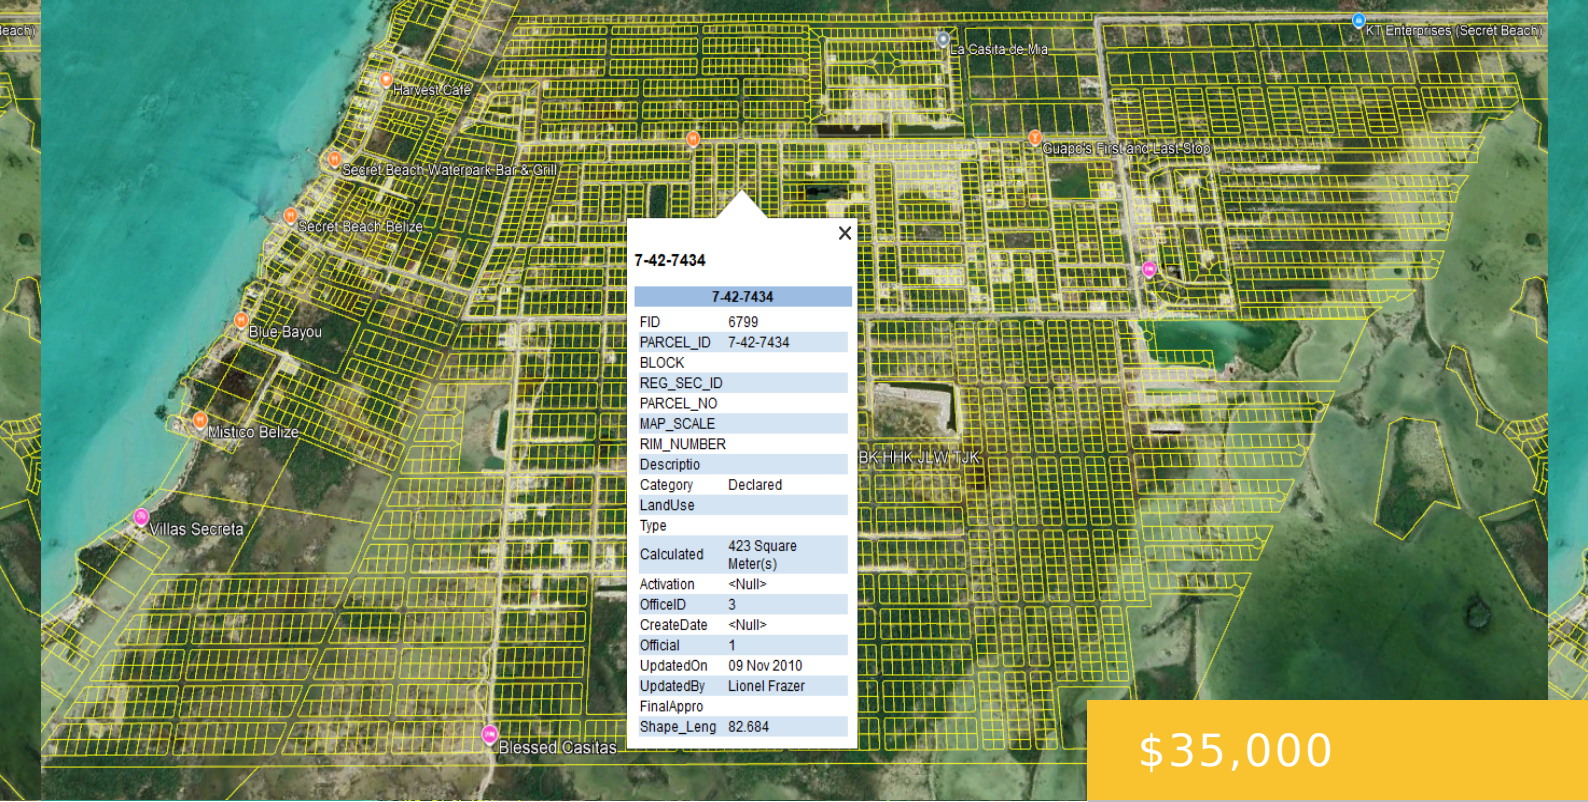 each)
KT Enterprises (Secret Beach)
La Casita de Mia
Harvest Cafe
Guapo's First and Last Stop
Secret Beach Waterpark Bar & Grill
Secret Beach Belize
7-42-7434
7-42-7434
FID 6799
PARCEL_ID 7-42-7434
BLOCK
REG_SEC_ID
PARCEL_NO
MAP_SCALE
RIM_NUMBER
Descriptio
Category Declared
LandUse
Type
Calculated 423 Square
Meter(s)
Activation <Null>
OfficeID 3
CreateDate <Null>
Official 1
UpdatedOn 09 Nov 2010
UpdatedBy Lionel Frazer
FinalAppro
Shape_Leng 82.684
Blue Bayou
Mistico Belize
BK HHK JLW TJK
Villas Secreta
Blessed Casitas
$35,000